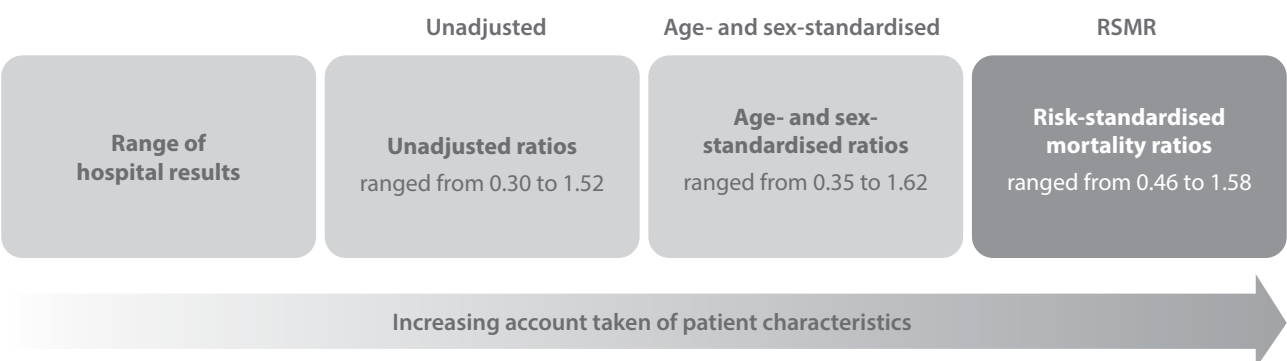 Unadjusted
Age- and sex-standardised
RSMR
Range of
hospital results
Unadjusted ratios
ranged from 0.30 to 1.52
Age- and sex-
standardised ratios
ranged from 0.35 to 1.62
Risk-standardised
mortality ratios
ranged from 0.46 to 1.58
Increasing account taken of patient characteristics